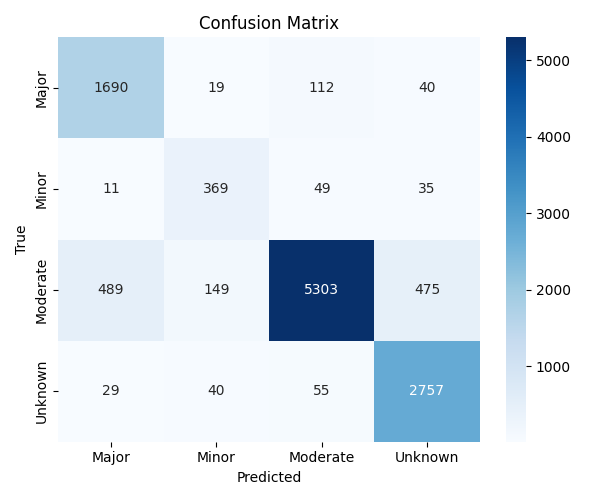 Confusion Matrix
Major 1690 19 112 40
Minor 11 369 49 35
Moderate 489 149 5303 475
Unknown 29 40 55 2757
Major Minor Moderate Unknown
Predicted
True
5000
4000
3000
2000
1000